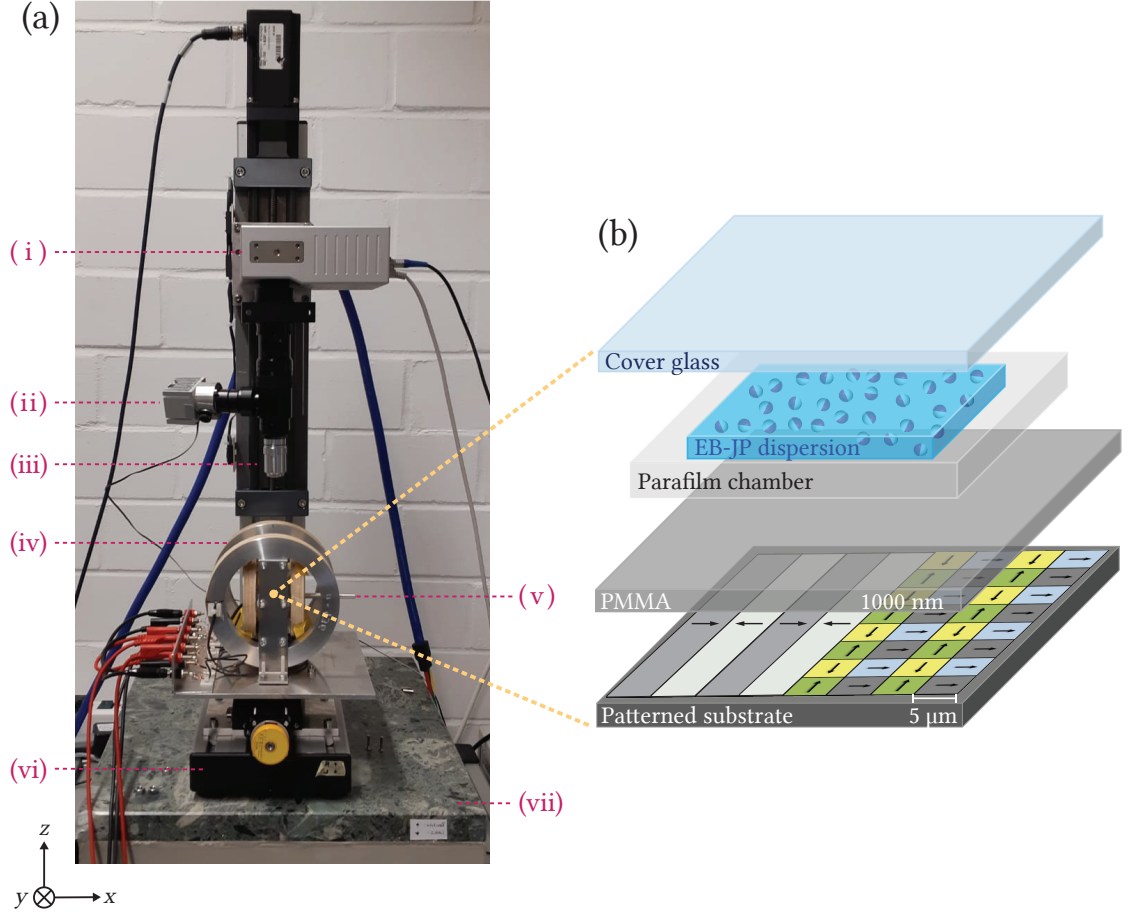 (a)
(i)
(ii)
(iii)
(iv)
(v)
(vi)
(vii)
z
y
x
(b)
Cover glass
EB-JP dispersion
Parafilm chamber
PMMA
1000 nm
Patterned substrate
5 μm